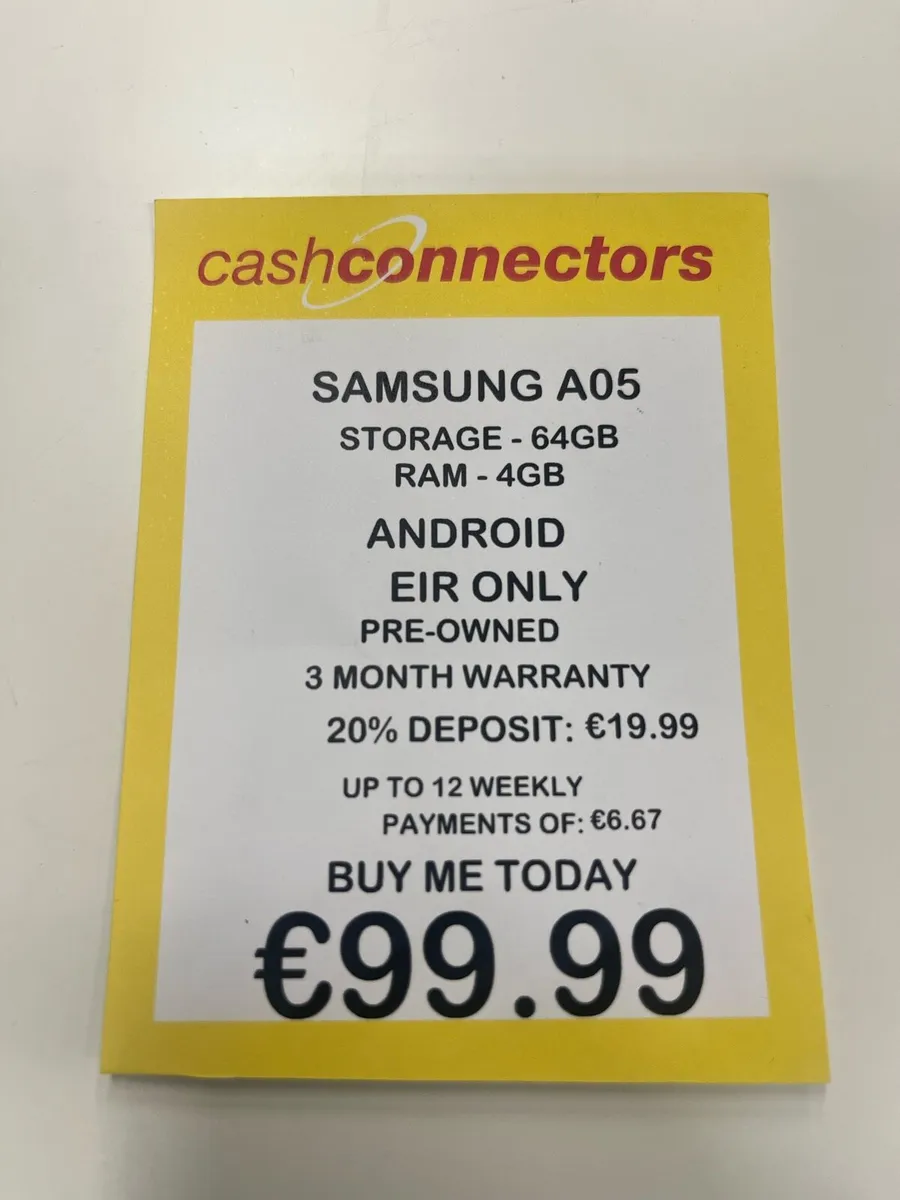 cashconnectors
SAMSUNG A05
STORAGE - 64GB
RAM - 4GB
ANDROID
EIR ONLY
PRE-OWNED
3 MONTH WARRANTY
20% DEPOSIT: €19.99
UP TO 12 WEEKLY
PAYMENTS OF: €6.67
BUY ME TODAY
€99.99